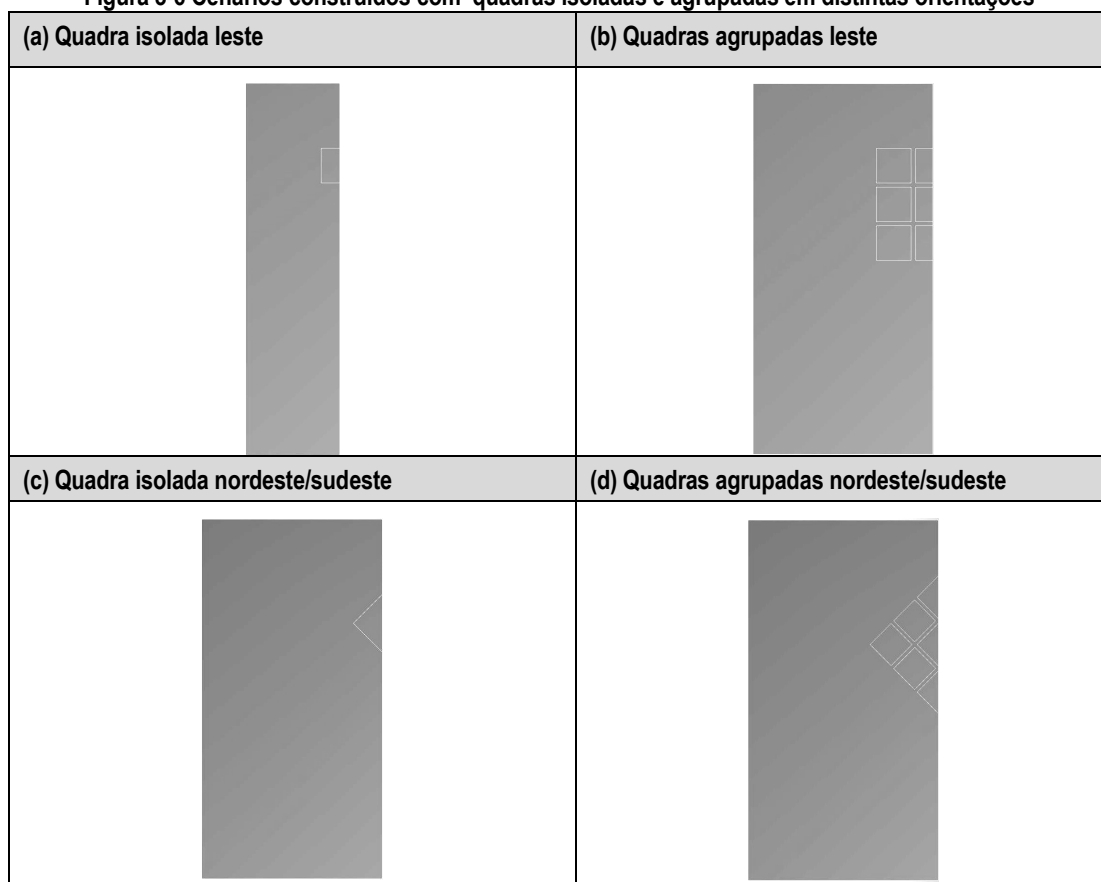 Figura 5-6 Cenários construídos com quadras isoladas e agrupadas em distintas orientações
(a) Quadra isolada leste
(b) Quadras agrupadas leste
(c) Quadra isolada nordeste/sudeste
(d) Quadras agrupadas nordeste/sudeste